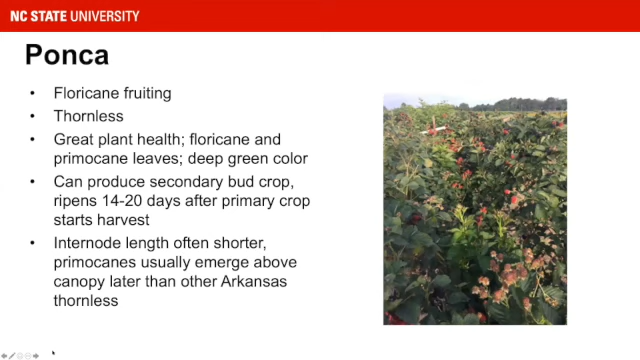 NC STATE UNIVERSITY
Ponca
• Floricane fruiting
• Thornless
• Great plant health; floricane and
primocane leaves; deep green color
• Can produce secondary bud crop,
ripens 14-20 days after primary crop
starts harvest
• Internode length often shorter,
primocanes usually emerge above
canopy later than other Arkansas
thornless